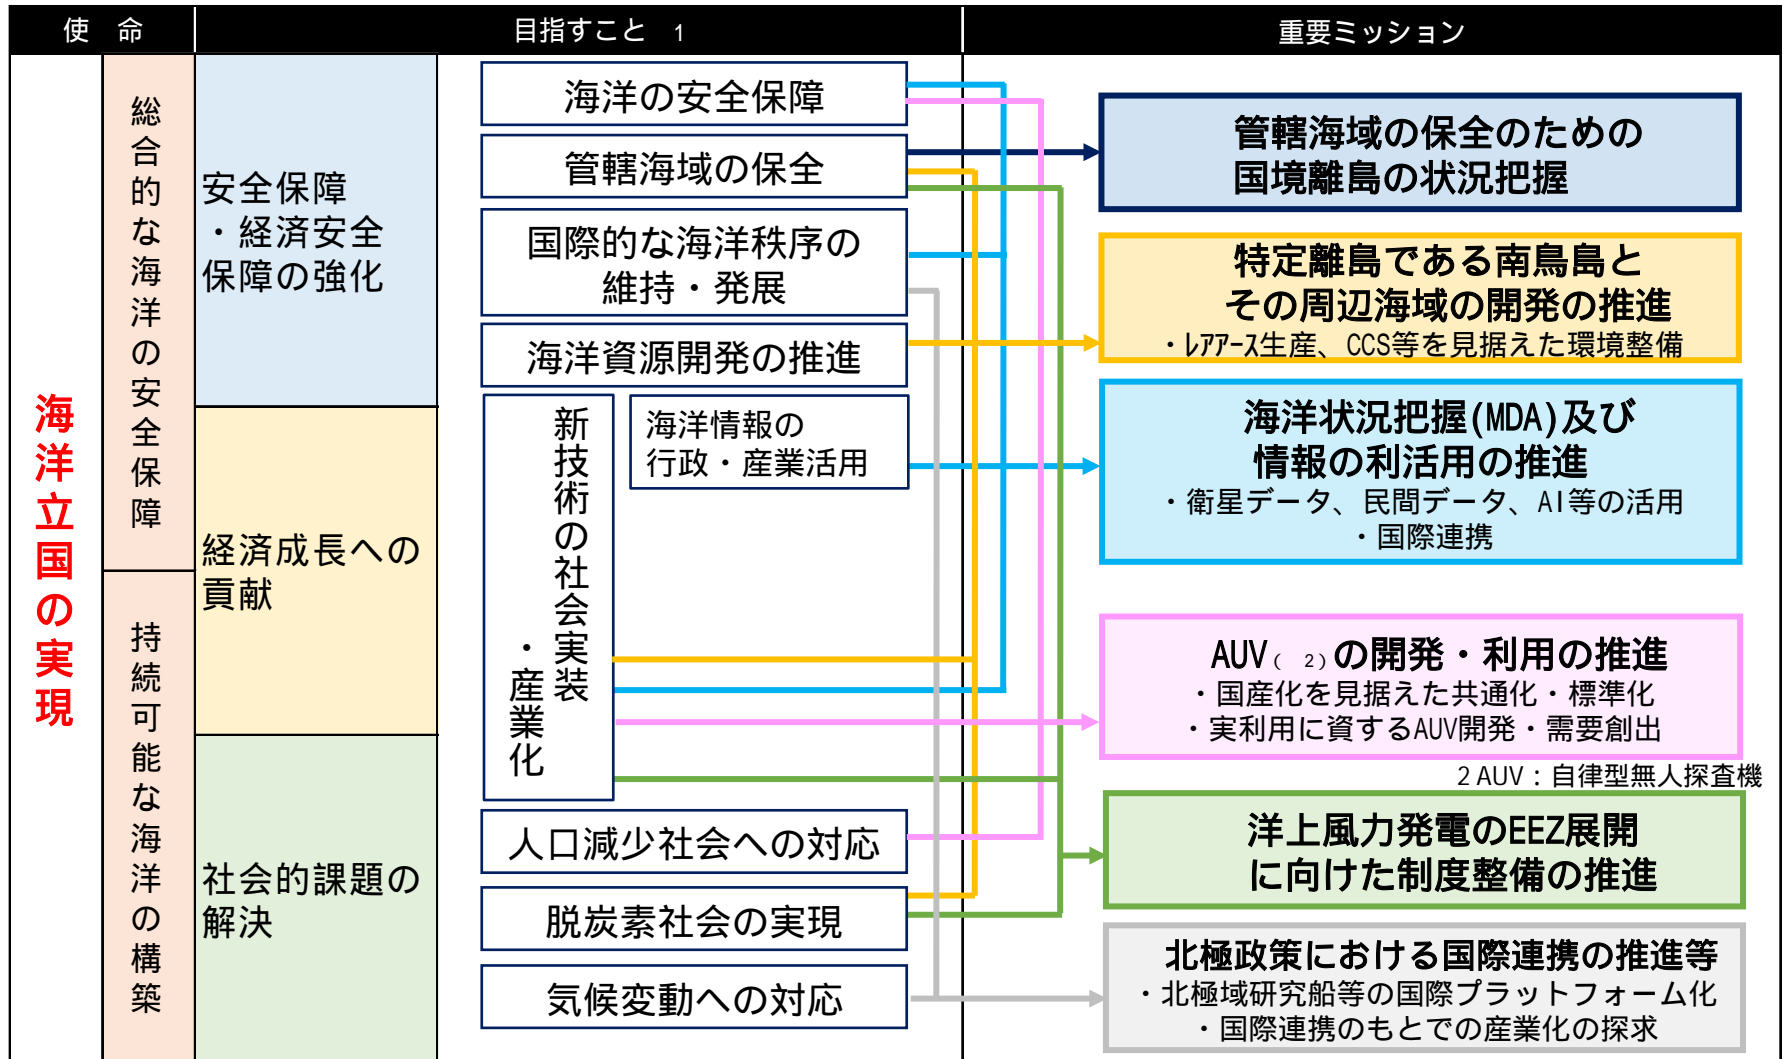 使 命
目指すこと 1
重要ミッション
海洋立国の実現
総合的な海洋の安全保障
持続可能な海洋の構築
安全保障
・経済安全
保障の強化
経済成長への
貢献
社会的課題の
解決
海洋の安全保障
管轄海域の保全
国際的な海洋秩序の
維持・発展
海洋資源開発の推進
新技術の社会実装
・産業化
海洋情報の
行政・産業活用
人口減少社会への対応
脱炭素社会の実現
気候変動への対応
管轄海域の保全のための
国境離島の状況把握
特定離島である南鳥島と
その周辺海域の開発の推進
・ﾚｱｱｰｽ生産、CCS等を見据えた環境整備
海洋状況把握(MDA)及び
情報の利活用の推進
・衛星データ、民間データ、AI等の活用
・国際連携
AUV( 2)の開発・利用の推進
・国産化を見据えた共通化・標準化
・実利用に資するAUV開発・需要創出
2 AUV：自律型無人探査機
洋上風力発電のEEZ展開
に向けた制度整備の推進
北極政策における国際連携の推進等
・北極域研究船等の国際プラットフォーム化
・国際連携のもとでの産業化の探求